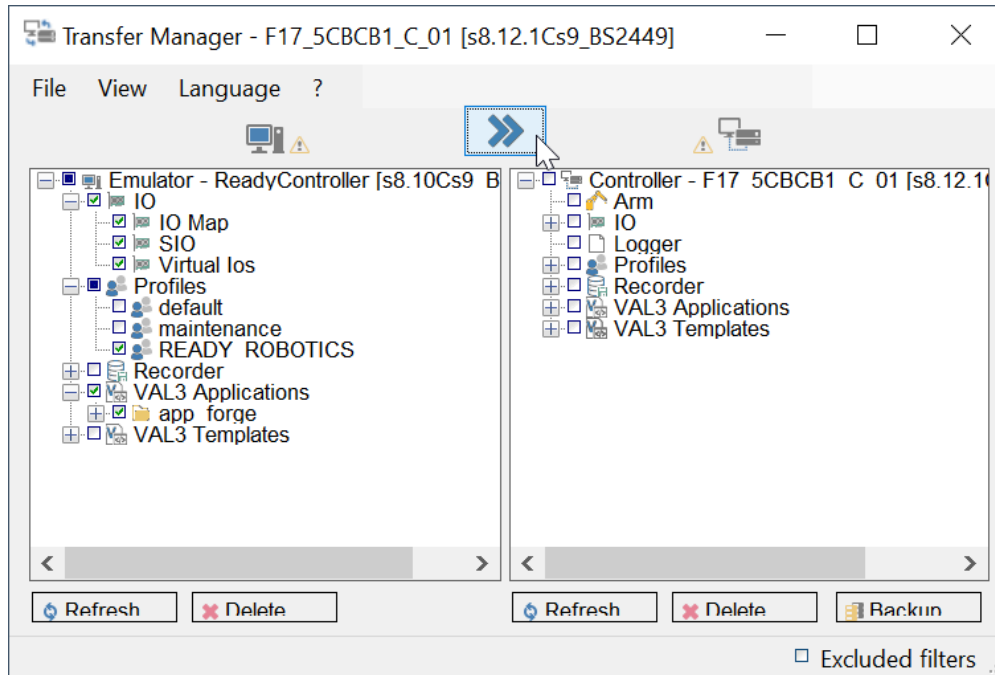 Transfer Manager - F17_5CBCB1_C_01 [s8.12.1Cs9_BS2449]
File View Language ?
Emulator - ReadyController [s8.10Cs9_B
IO
IO Map
SIO
Virtual Ios
Profiles
default
maintenance
READY_ROBOTICS
Recorder
VAL3 Applications
app_forge
VAL3 Templates
Controller - F17_5CBCB1_C_01 [s8.12.1
Arm
IO
Logger
Profiles
Recorder
VAL3 Applications
VAL3 Templates
Refresh Delete Refresh Delete Backup
Excluded filters